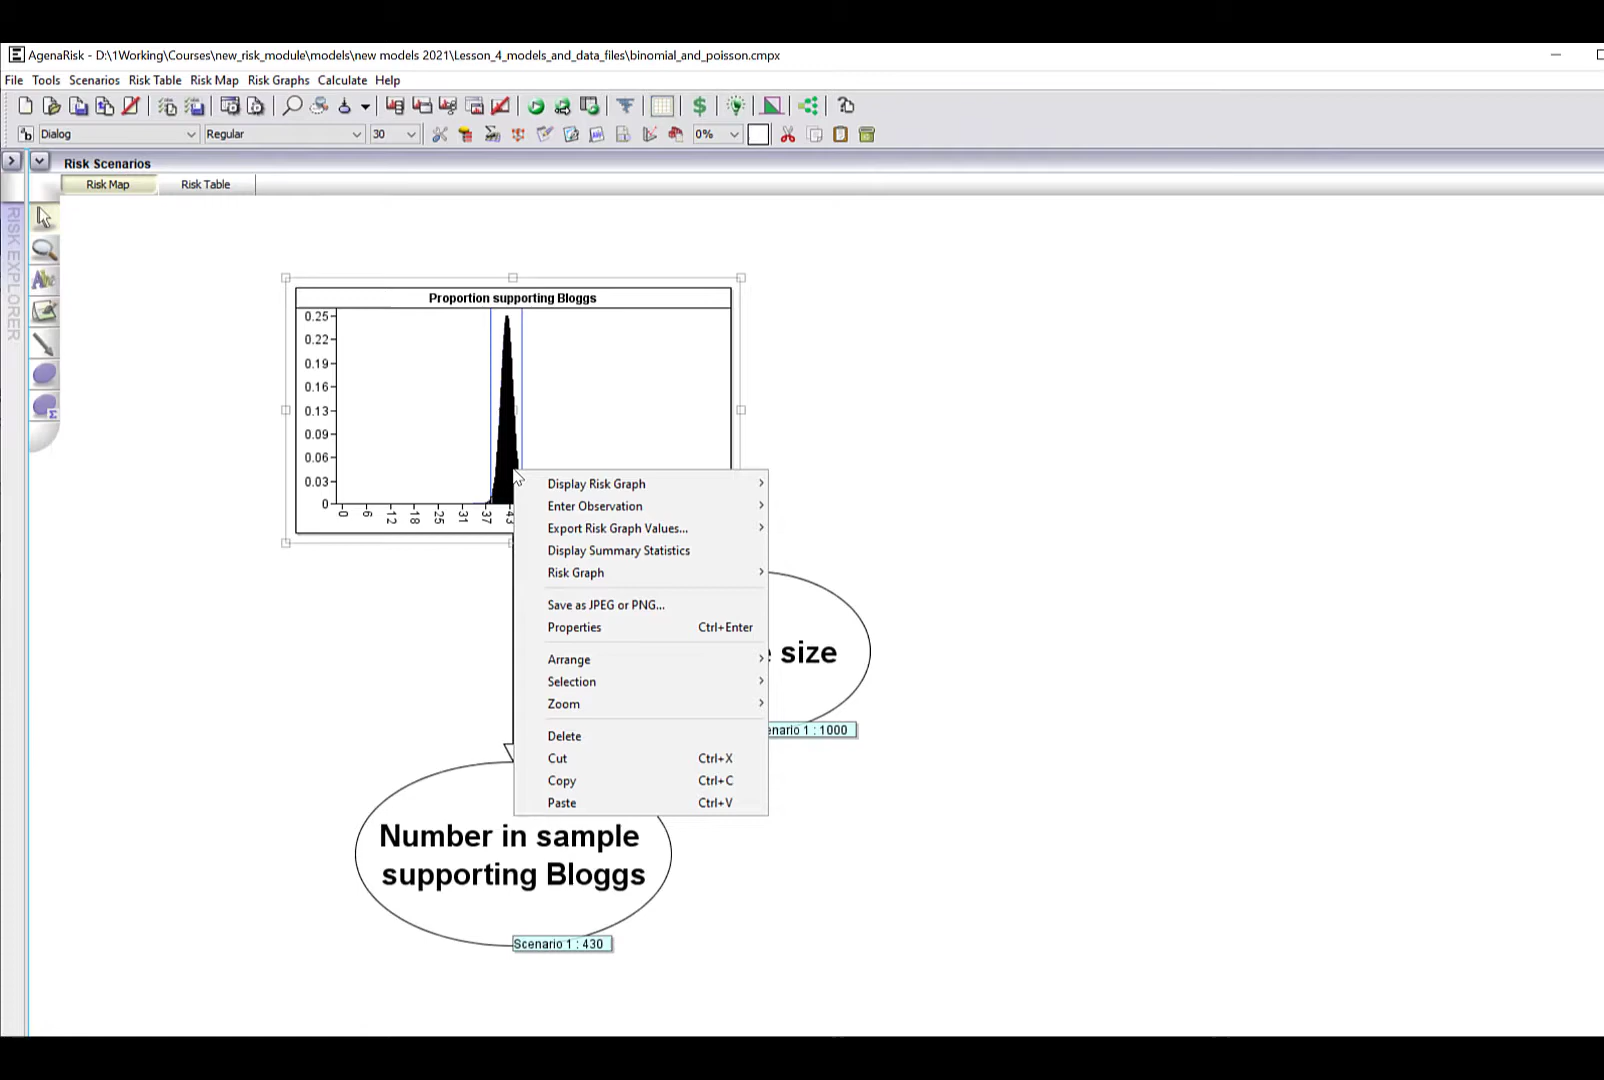 AgenaRisk - D:\1Working\Courses\new_risk_module\models\new models 2021\Lesson_4_models_and_data_files\binomial_and_poisson.cmpx
File Tools Scenarios Risk Table Risk Map Risk Graphs Calculate Help
Dialog Regular 30 0%
Risk Scenarios
Risk Map Risk Table
RISK EXPLORER
Proportion supporting Bloggs
0.25
0.22
0.19
0.16
0.13
0.09
0.06
0.03
0
0 6 12 18 25 31 37 43
Display Risk Graph
Enter Observation
Export Risk Graph Values...
Display Summary Statistics
Risk Graph
Save as JPEG or PNG...
Properties Ctrl+Enter
Arrange
Selection
Zoom
Delete
Cut Ctrl+X
Copy Ctrl+C
Paste Ctrl+V
size
enario 1 : 1000
Number in sample
supporting Bloggs
Scenario 1 : 430